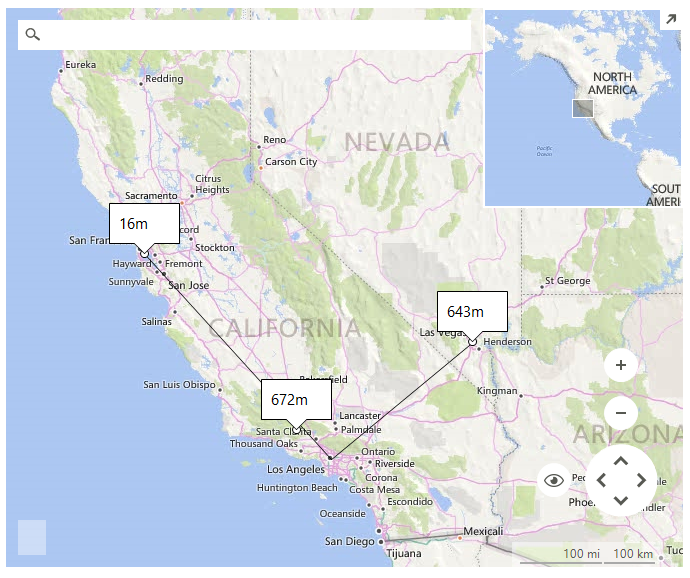 Eureka
Redding
NORTH
AMERICA
Pacific
Ocean
SOUT
AMERI
Reno
Carson City
NEVADA
Citrus
Heights
Sacramento
16m
cord
San Fran
Stockton
Hayward
Fremont
Sunnyvale
San Jose
St George
643m
Salinas
CALIFORNIA
Las Vegas
Henderson
San Luis Obispo
Bakersfield
Kingman
672m
Lancaster
Santa Clarita
Palmdale
ARIZONA
Thousand Oaks
Ontario
Los Angeles
Riverside
Corona
Huntington Beach
Costa Mesa
Escondido
Oceanside
Phoe
ndler
San Diego
Mexicali
Tijuana
100 mi
100 km
Tuc